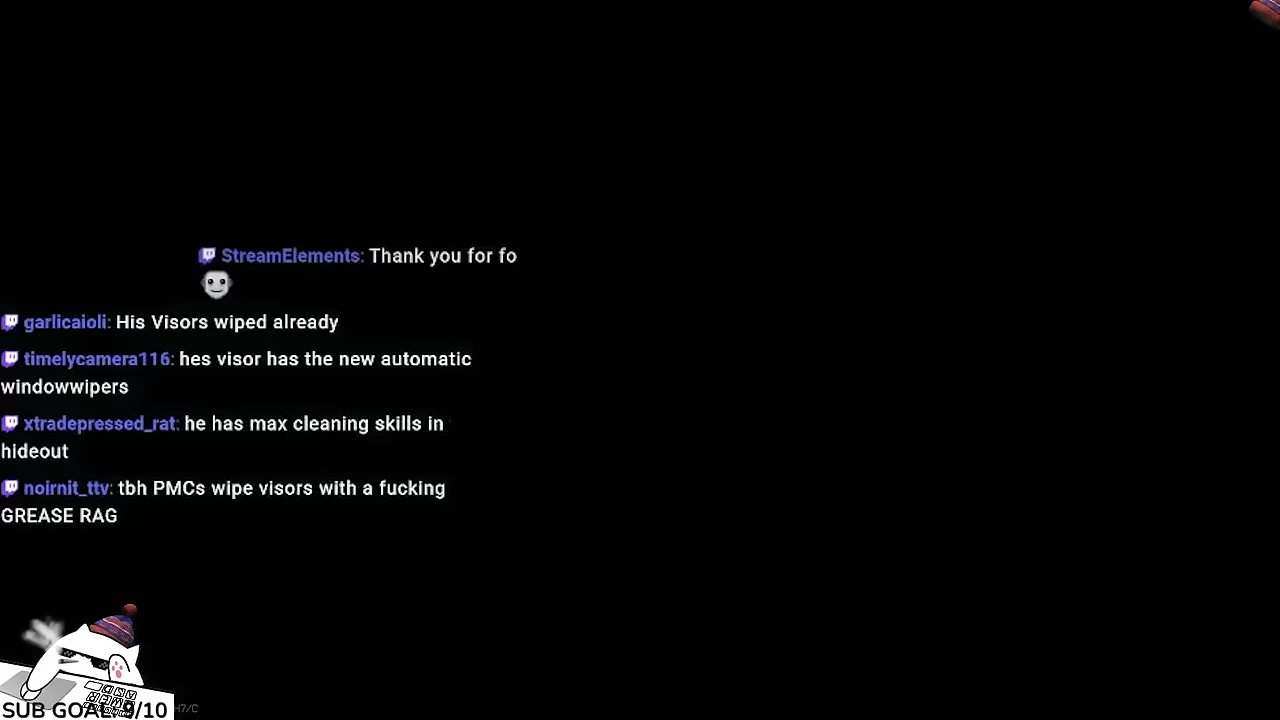 StreamElements: Thank you for fo
garlicaioli: His Visors wiped already
timelycamera116: hes visor has the new automatic
windowwipers
xtradepressed_rat: he has max cleaning skills in
hideout
noirnit_ttv: tbh PMCs wipe visors with a fucking
GREASE RAG
SUB GOAL: 9/10
H7/C